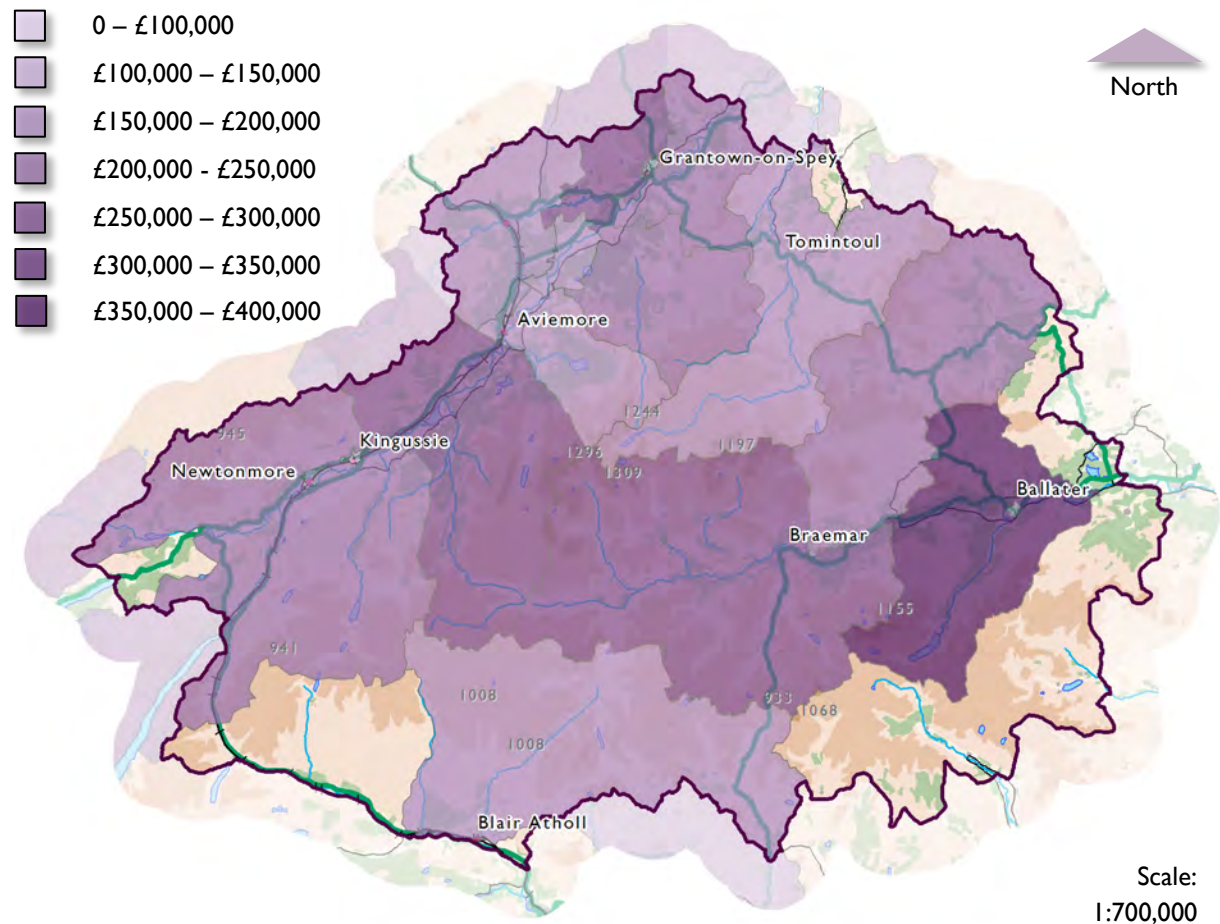 0 – £100,000
£100,000 – £150,000
£150,000 – £200,000
£200,000 - £250,000
£250,000 – £300,000
£300,000 – £350,000
£350,000 – £400,000
North
Grantown-on-Spey
Tomintoul
Aviemore
1244
945
Kingussie
1296
1197
Newtonmore
1309
Ballater
Braemar
1155
941
1008
933
1068
1008
Blair Atholl
Scale:
1:700,000